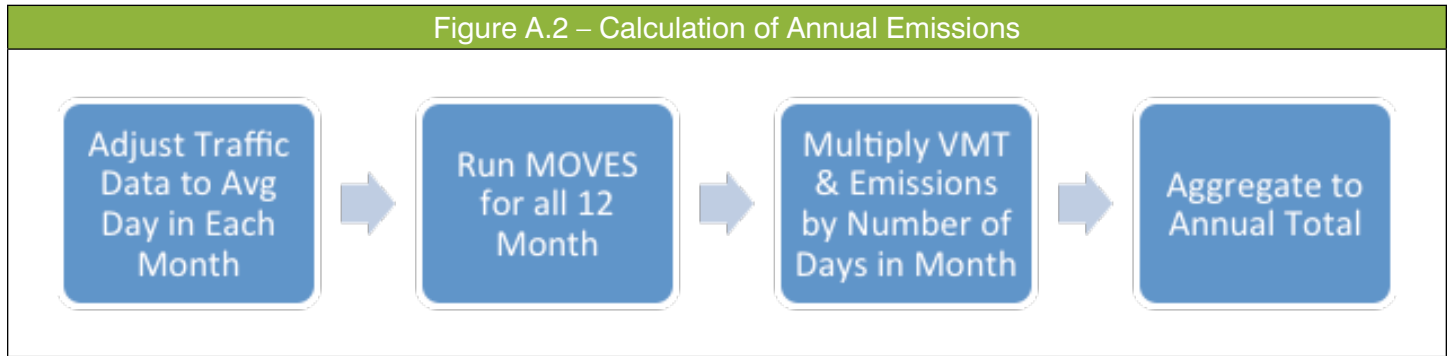 Figure A.2 – Calculation of Annual Emissions
Adjust Traffic
Data to Avg
Day in Each
Month
Run MOVES
for all 12
Month
Multiply VMT
& Emissions
by Number of
Days in Month
Aggregate to
Annual Total